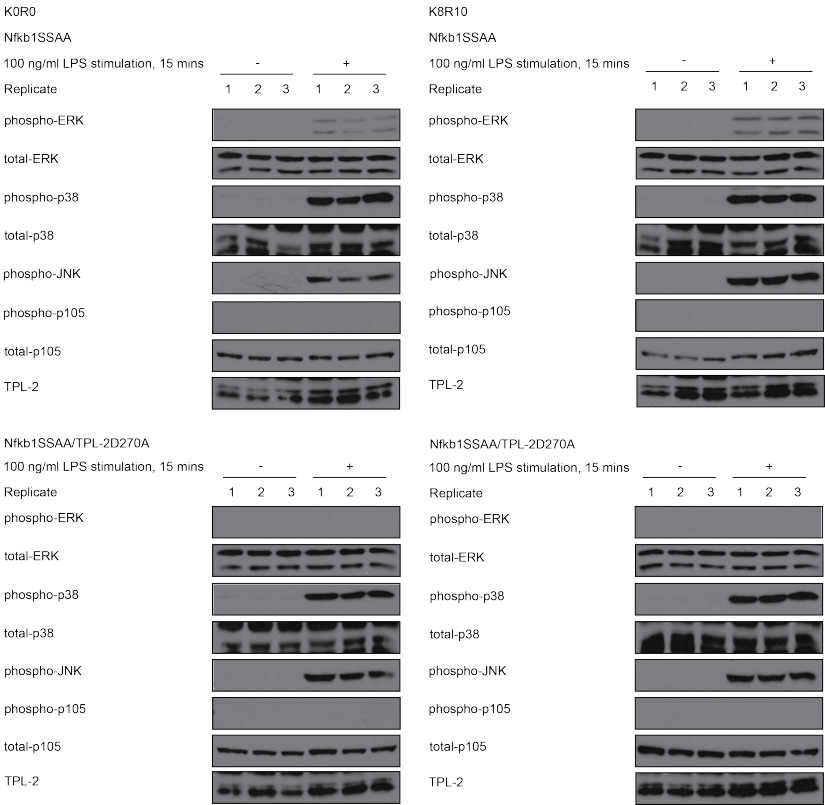 K0R0
Nfkb1SSAA
100 ng/ml LPS stimulation, 15 mins - +
Replicate 1 2 3 1 2 3
phospho-ERK
total-ERK
phospho-p38
total-p38
phospho-JNK
phospho-p105
total-p105
TPL-2
Nfkb1SSAA/TPL-2D270A
100 ng/ml LPS stimulation, 15 mins - +
Replicate 1 2 3 1 2 3
phospho-ERK
total-ERK
phospho-p38
total-p38
phospho-JNK
phospho-p105
total-p105
TPL-2
K8R10
Nfkb1SSAA
100 ng/ml LPS stimulation, 15 mins - +
Replicate 1 2 3 1 2 3
phospho-ERK
total-ERK
phospho-p38
total-p38
phospho-JNK
phospho-p105
total-p105
TPL-2
Nfkb1SSAA/TPL-2D270A
100 ng/ml LPS stimulation, 15 mins - +
Replicate 1 2 3 1 2 3
phospho-ERK
total-ERK
phospho-p38
total-p38
phospho-JNK
phospho-p105
total-p105
TPL-2